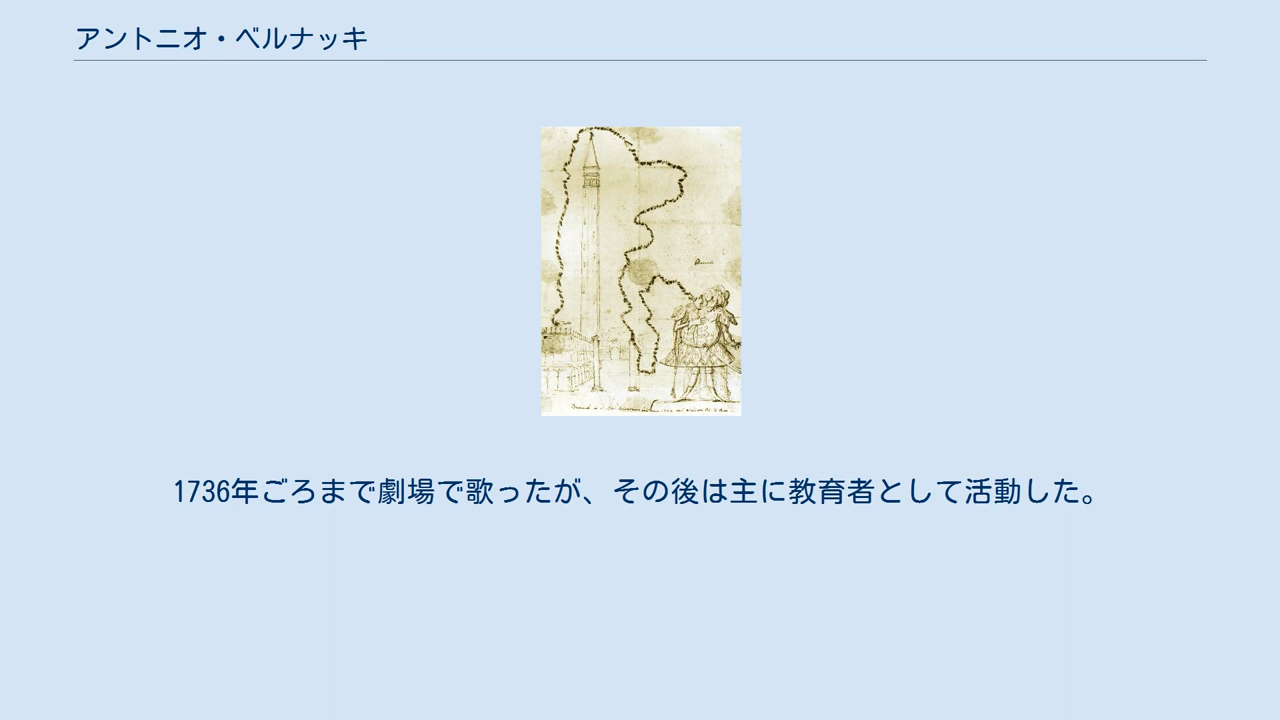 アントニオ・ベルナッキ
1736年ごろまで劇場で歌ったが、その後は主に教育者として活動した。